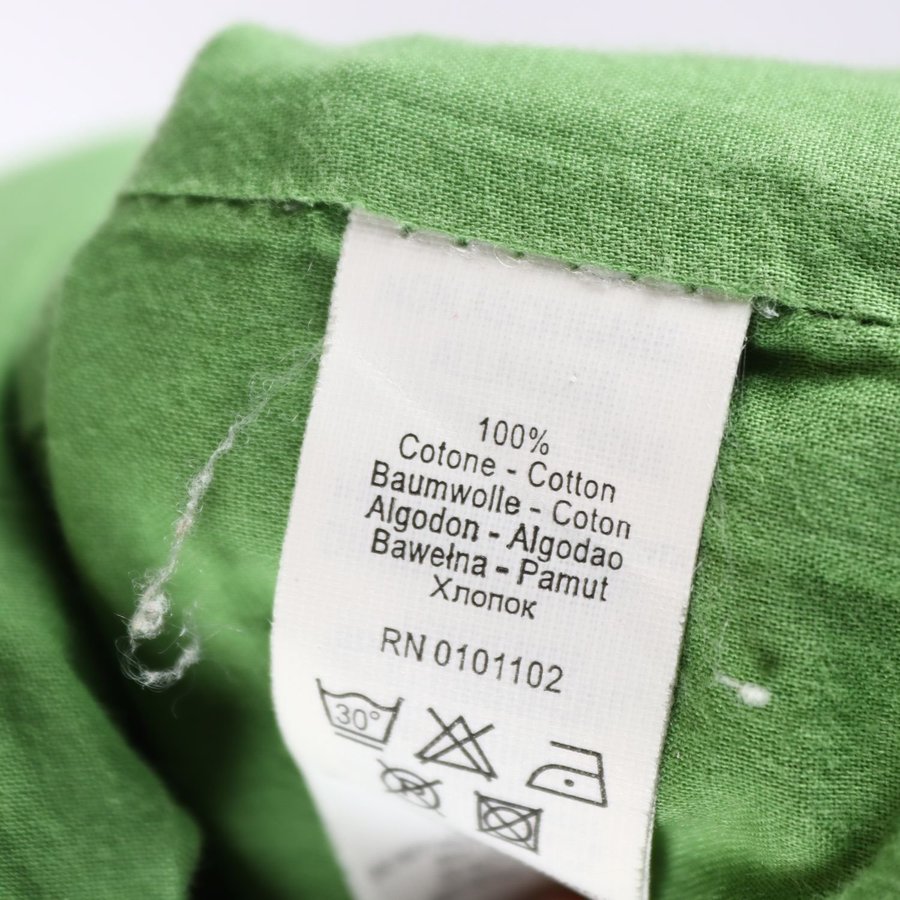 100%
Cotone - Cotton
Baumwolle - Coton
Algodon - Algodao
Bawełna - Pamut
Хлопок
RN 0101102
30°